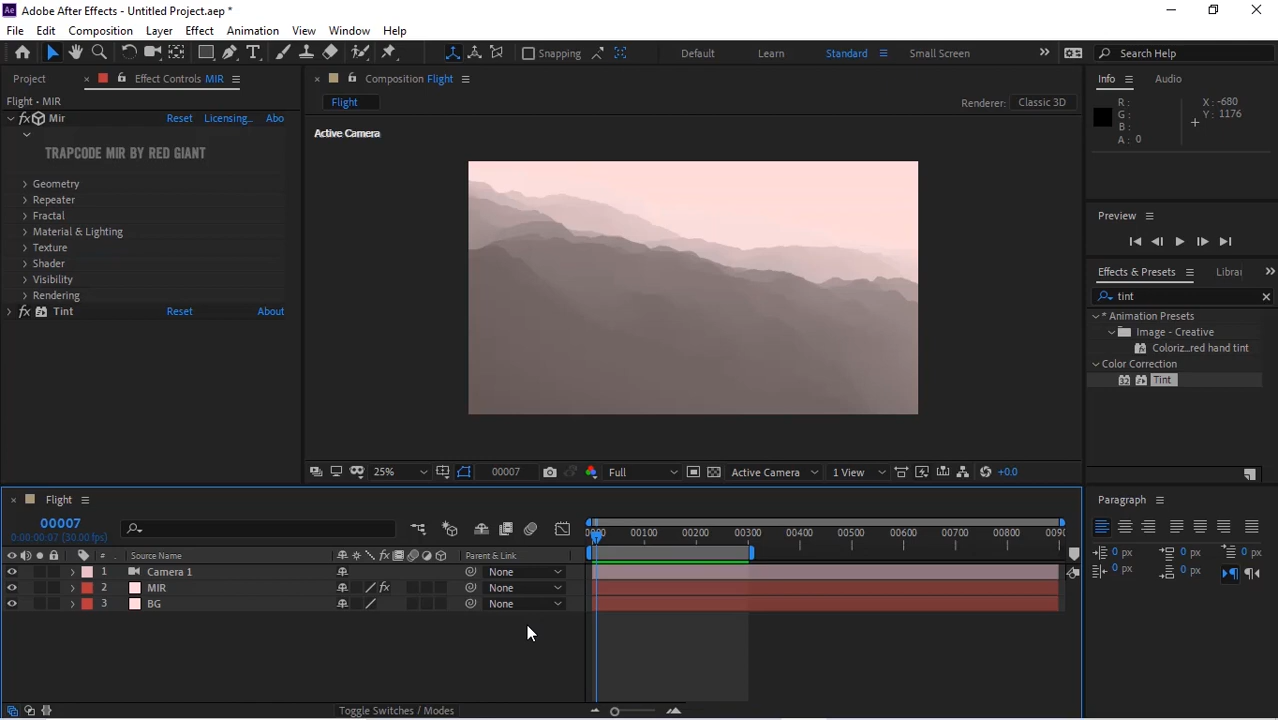 Adobe After Effects - Untitled Project.aep *
File Edit Composition Layer Effect Animation View Window Help
Snapping Default Learn Standard Small Screen Search Help
Project Effect Controls MIR Composition Flight Info Audio
Flight • MIR
Flight Renderer: Classic 3D
R : X : -680
G : Y : 1176
B :
A : 0
Mir Reset Licensing... Abo
Active Camera
TRAPCODE MIR BY RED GIANT
Geometry
Repeater
Fractal
Material & Lighting
Texture
Shader
Visibility
Rendering
Tint Reset About
Preview
Effects & Presets Librar
tint
* Animation Presets
Image - Creative
Coloriz...red hand tint
Color Correction
32 Tint
25% 00007 Full Active Camera 1 View +0.0
Flight
00007
0:00:00:07 (30.00 fps)
# Source Name Parent & Link
0000 00100 00200 00300 00400 00500 00600 00700 00800 0090
1 Camera 1 None
2 MIR None
3 BG None
Toggle Switches / Modes
Paragraph
0 px 0 px 0 px
0 px 0 px